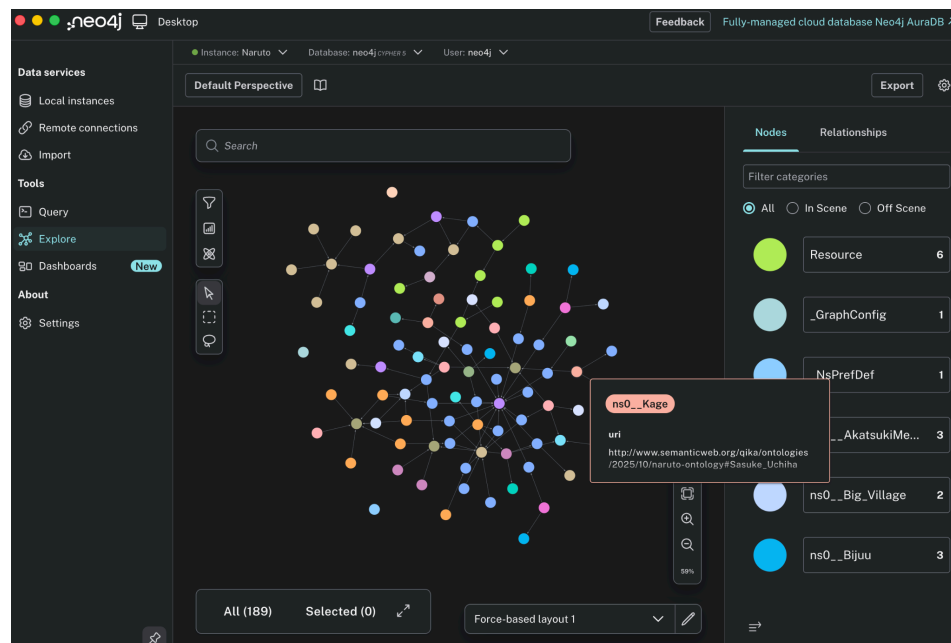 neo4j Desktop
Feedback
Fully-managed cloud database Neo4j AuraDB
Data services
Local instances
Remote connections
Import
Tools
Query
Explore
Dashboards New
About
Settings
Instance: Naruto Database: neo4j CYPHER 5 User: neo4j
Default Perspective
Export
Search
Nodes Relationships
Filter categories
All In Scene Off Scene
Resource 6
_GraphConfig 1
_NsPrefDef 1
__AkatsukiMe... 3
ns0__Big_Village 2
ns0__Bijuu 3
ns0__Kage
uri
http://www.semanticweb.org/qika/ontologies
/2025/10/naruto-ontology#Sasuke_Uchiha
59%
All (189) Selected (0)
Force-based layout 1